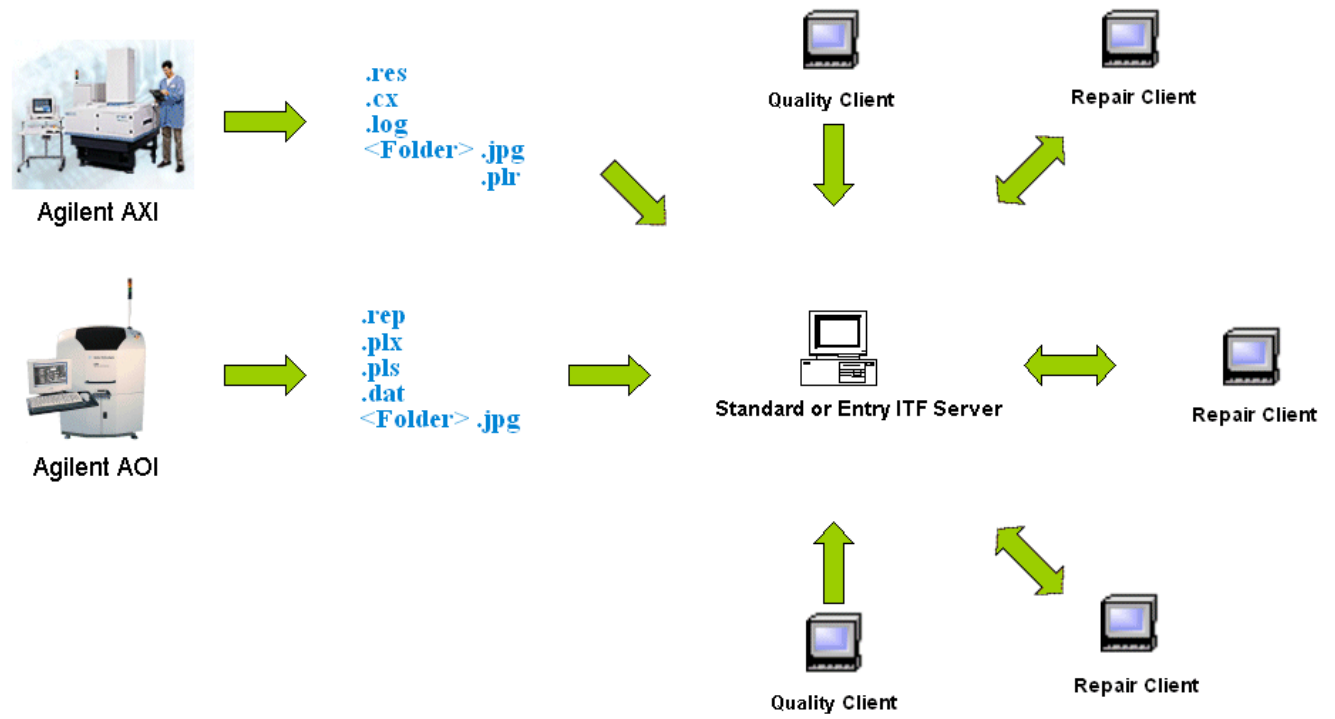 Agilent AXI
.res
.cx
.log
<Folder> .jpg
.plr
Quality Client
Repair Client
Agilent AOI
.rep
.plx
.pls
.dat
<Folder> .jpg
Standard or Entry ITF Server
Repair Client
Quality Client
Repair Client